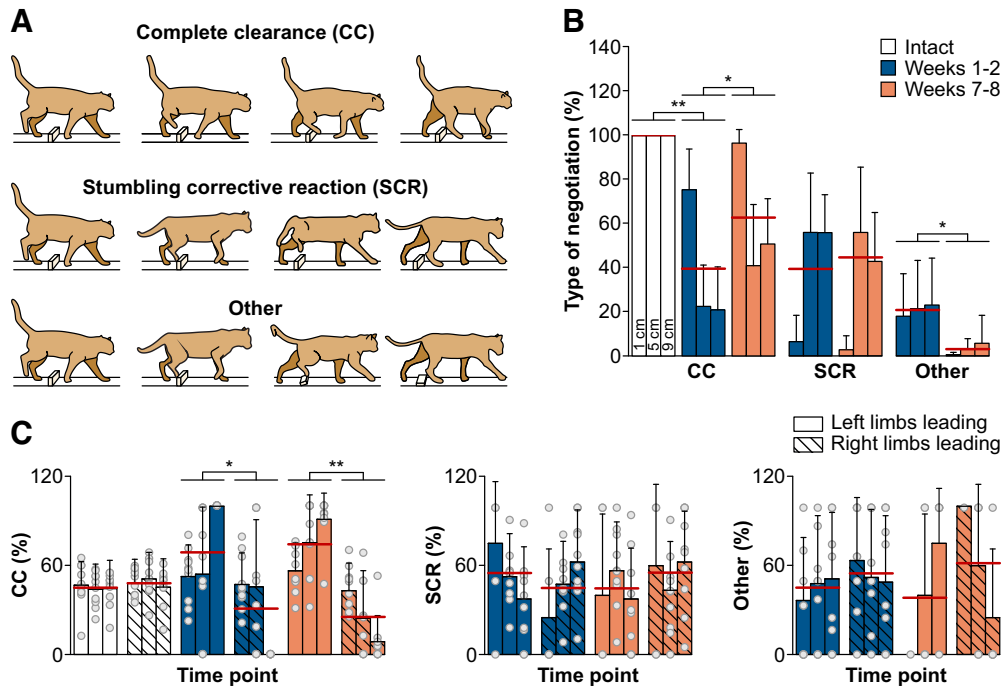 A
Complete clearance (CC)
Stumbling corrective reaction (SCR)
Other
B
Type of negotiation (%)
140
120
100
80
60
40
20
0
Intact
Weeks 1-2
Weeks 7-8
**
*
*
1 cm
5 cm
9 cm
CC
SCR
Other
C
Left limbs leading
Right limbs leading
CC (%)
120
60
0
*
**
Time point
SCR (%)
120
60
0
Time point
Other (%)
120
60
0
Time point